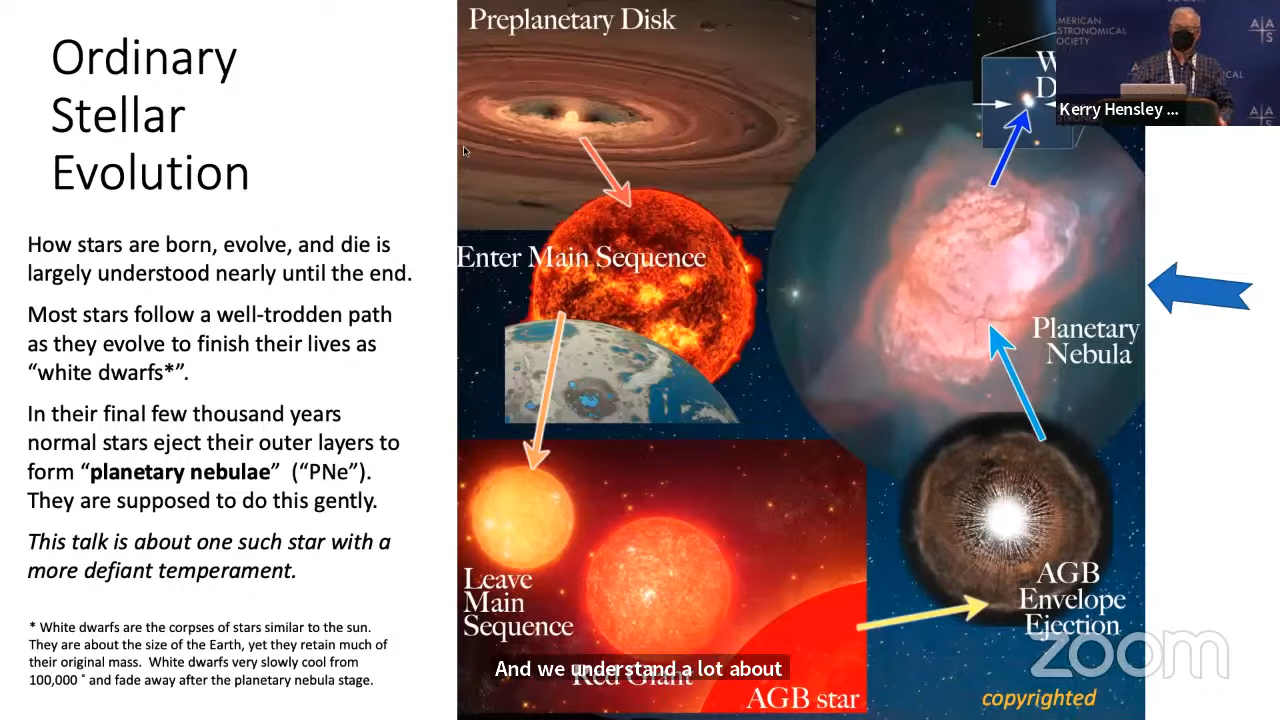 Ordinary
Stellar
Evolution
How stars are born, evolve, and die is
largely understood nearly until the end.
Most stars follow a well-trodden path
as they evolve to finish their lives as
“white dwarfs*”.
In their final few thousand years
normal stars eject their outer layers to
form “planetary nebulae” (“PNe”).
They are supposed to do this gently.
This talk is about one such star with a
more defiant temperament.
* White dwarfs are the corpses of stars similar to the sun.
They are about the size of the Earth, yet they retain much of
their original mass. White dwarfs very slowly cool from
100,000 ° and fade away after the planetary nebula stage.
Preplanetary Disk
Enter Main Sequence
Leave
Main
Sequence
Red Giant
AGB star
AGB
Envelope
Ejection
Planetary
Nebula
W
D
copyrighted
And we understand a lot about
zoom
Kerry Hensley ...
MERICAN
STRONOMICAL
SOCIETY
A A
S